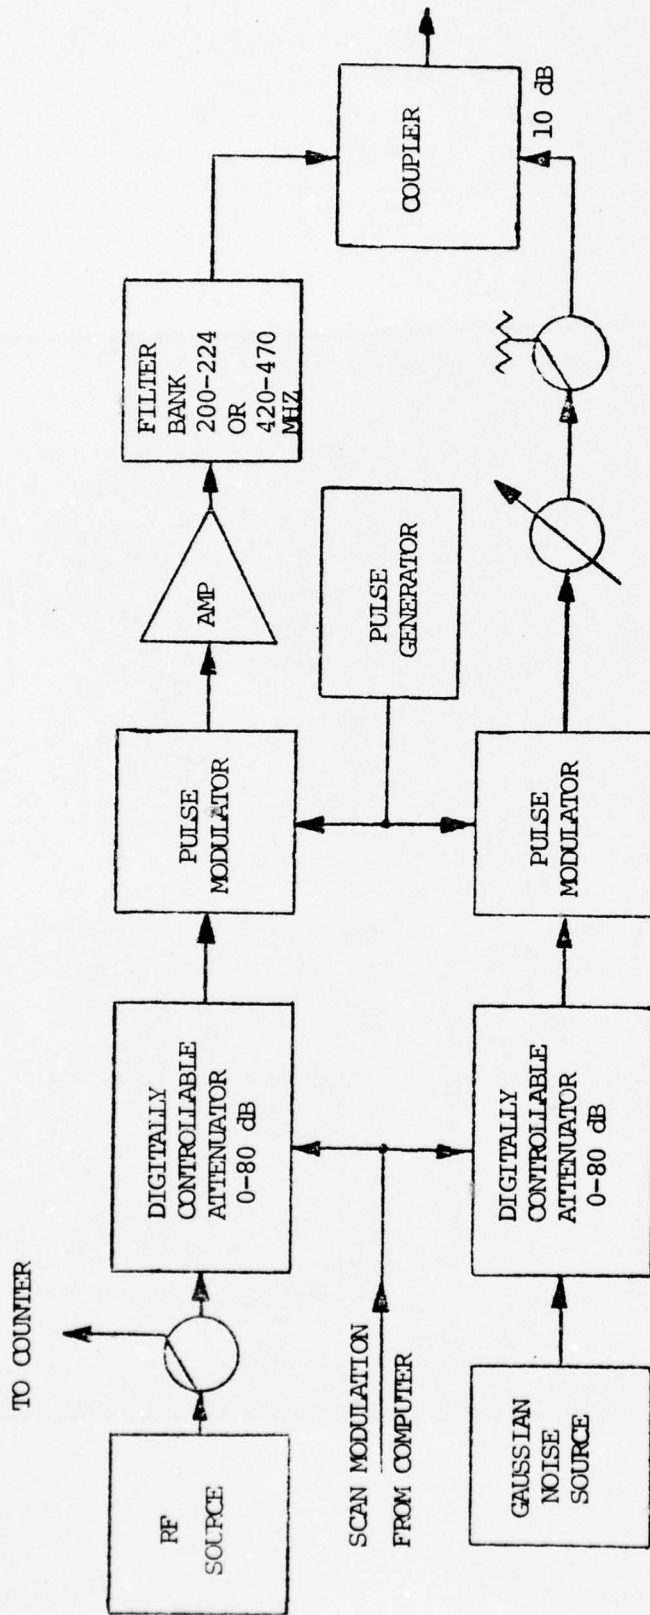 TO COUNTER
RF
SOURCE
DIGITALLY
CONTROLLABLE
ATTENUATOR
0-80 dB
PULSE
MODULATOR
AMP
FILTER
BANK
200-224
OR
420-470
MHZ
COUPLER
10 dB
SCAN MODULATION
FROM COMPUTER
PULSE
GENERATOR
GAUSSIAN
NOISE
SOURCE
DIGITALLY
CONTROLLABLE
ATTENUATOR
0-80 dB
PULSE
MODULATOR